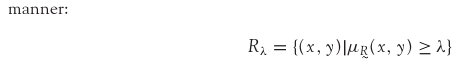 manner:
R_λ = {(x, y)|μ_R̰(x, y) ≥ λ}